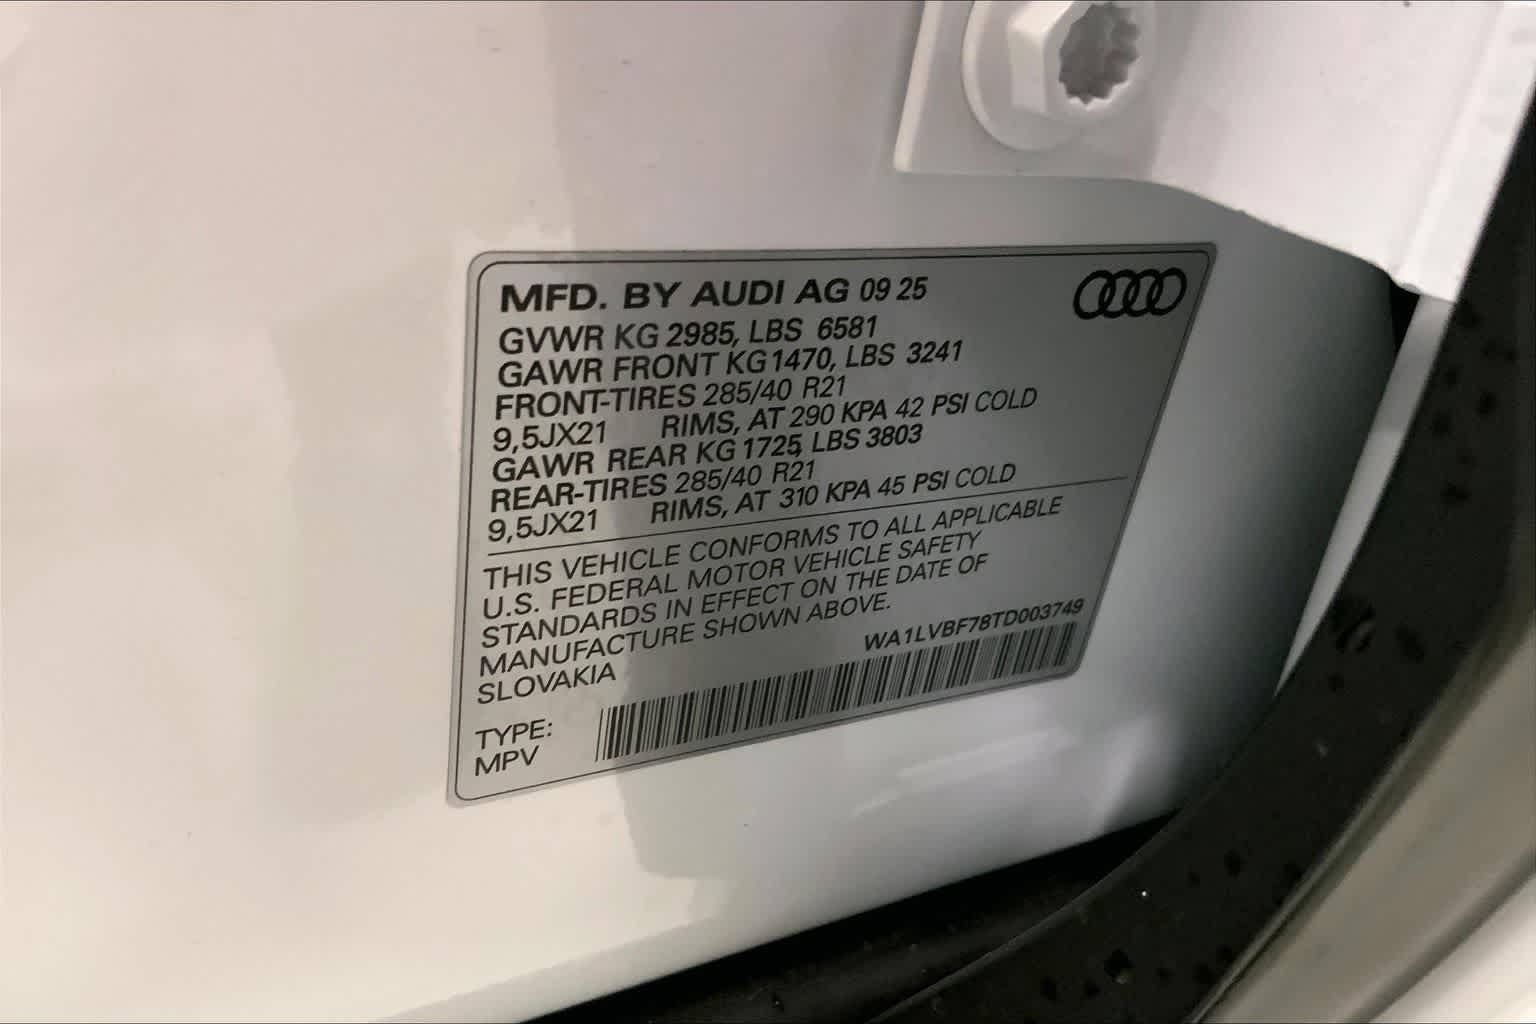 MFD. BY AUDI AG 09 25
GVWR KG 2985, LBS 6581
GAWR FRONT KG 1470, LBS 3241
FRONT-TIRES 285/40 R21
9,5JX21 RIMS, AT 290 KPA 42 PSI COLD
GAWR REAR KG 1725, LBS 3803
REAR-TIRES 285/40 R21
9,5JX21 RIMS, AT 310 KPA 45 PSI COLD
THIS VEHICLE CONFORMS TO ALL APPLICABLE
U.S. FEDERAL MOTOR VEHICLE SAFETY
STANDARDS IN EFFECT ON THE DATE OF
MANUFACTURE SHOWN ABOVE.
SLOVAKIA
WA1LVBF78TD003749
TYPE:
MPV